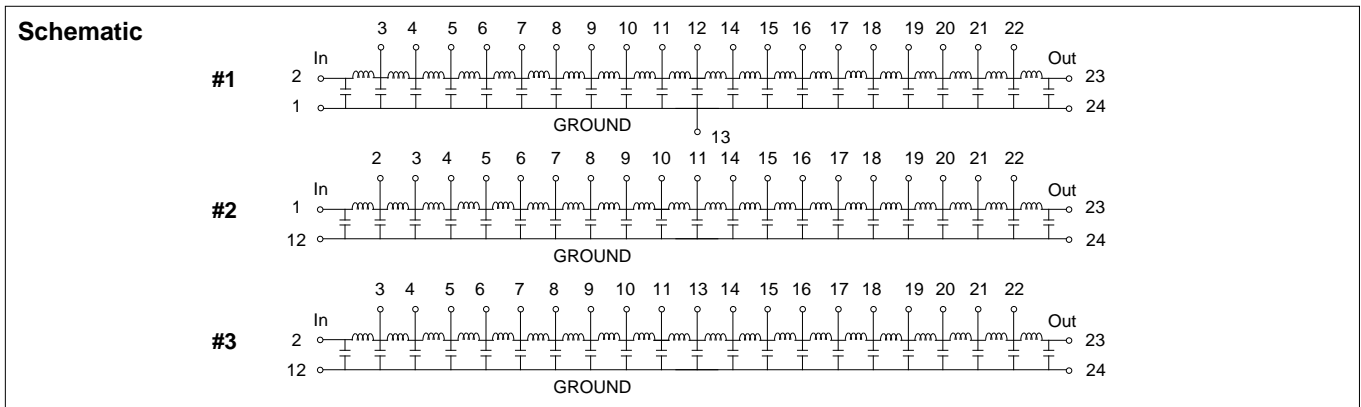 Schematic
3 4 5 6 7 8 9 10 11 12 14 15 16 17 18 19 20 21 22
In Out
#1 2 23
1 24
GROUND
13
2 3 4 5 6 7 8 9 10 11 14 15 16 17 18 19 20 21 22
In Out
#2 1 23
12 24
GROUND
3 4 5 6 7 8 9 10 11 13 14 15 16 17 18 19 20 21 22
In Out
#3 2 23
12 24
GROUND